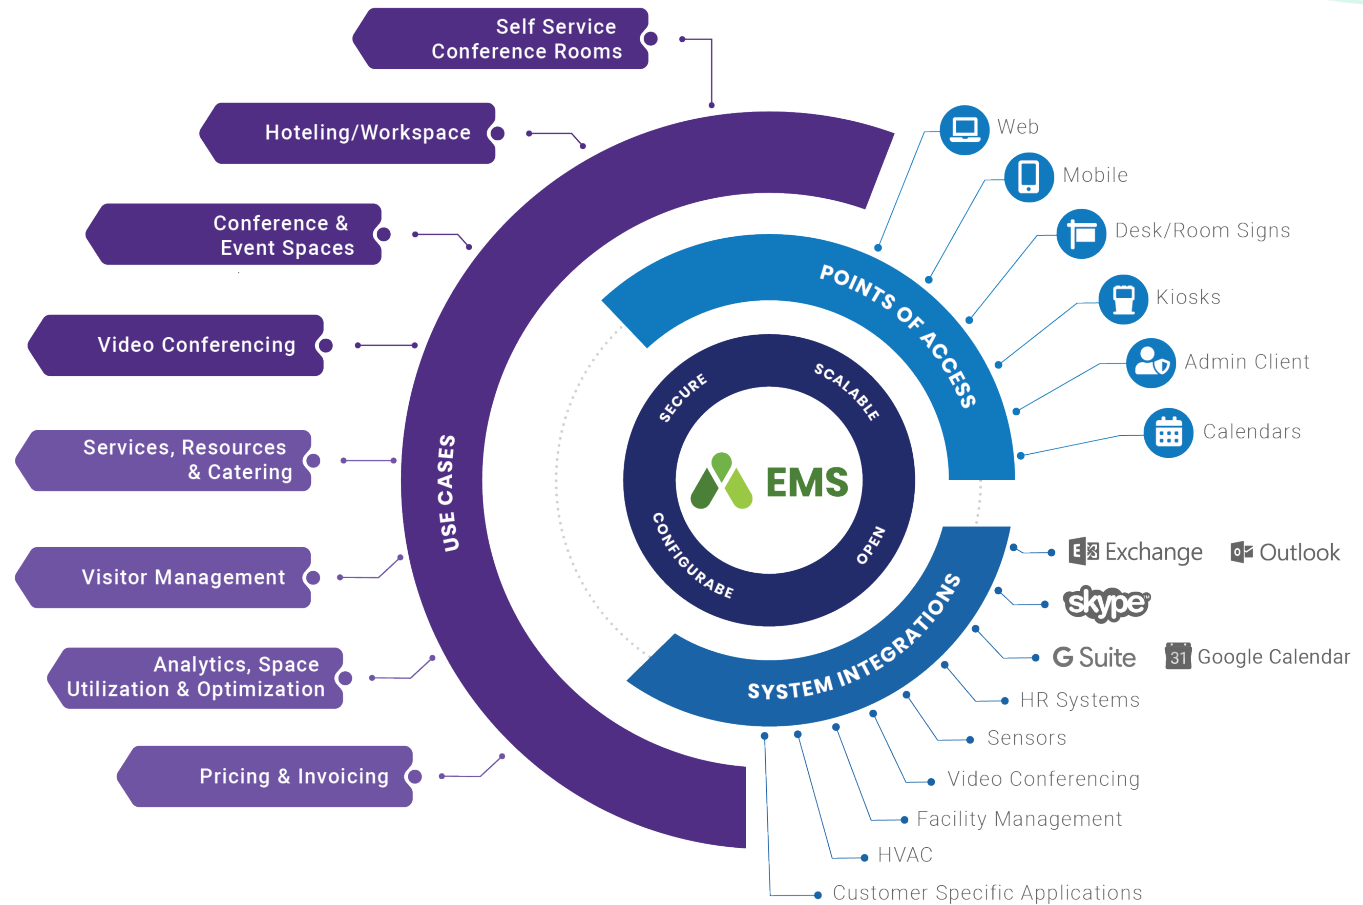 Self Service
Conference Rooms
Hoteling/Workspace
Conference &
Event Spaces
Video Conferencing
Services, Resources
& Catering
Visitor Management
Analytics, Space
Utilization & Optimization
Pricing & Invoicing
USE CASES
POINTS OF ACCESS
Web
Mobile
Desk/Room Signs
Kiosks
Admin Client
Calendars
SECURE
SCALABLE
EMS
CONFIGURABE
OPEN
SYSTEM INTEGRATIONS
E Exchange
o Outlook
skype™
G Suite
31 Google Calendar
HR Systems
Sensors
Video Conferencing
Facility Management
HVAC
Customer Specific Applications